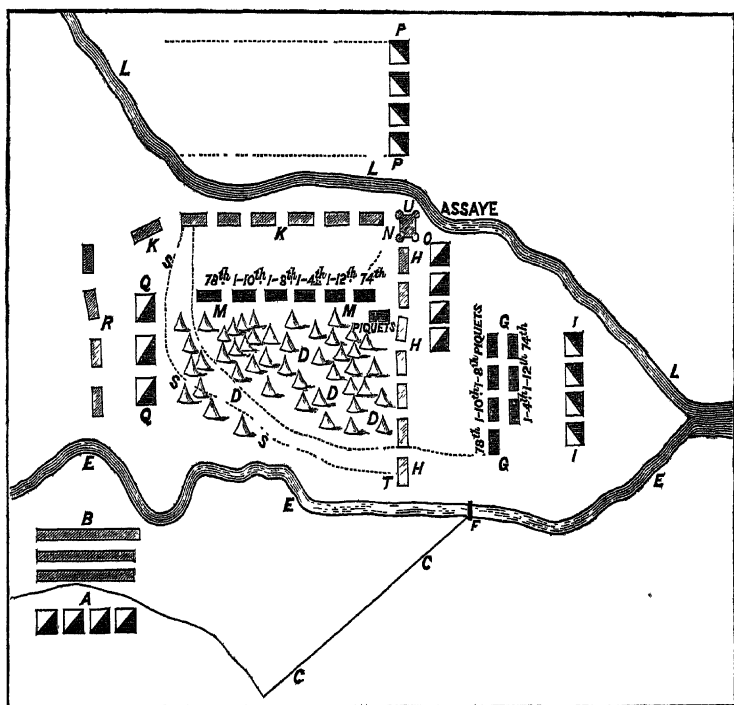 P
L
P
L
U
ASSAYE
N
O
K
K
H
S
78th 1-10th 1-8th 1-4th 1-12th 74th
Q
M
M
PIQUETS
R
D
H
G
I
PIQUETS
74th
1-8th
1-12th
1-10th
1-4th
78th
S
D
D
D
Q
S
L
G
I
E
T
H
E
E
B
F
C
A
C